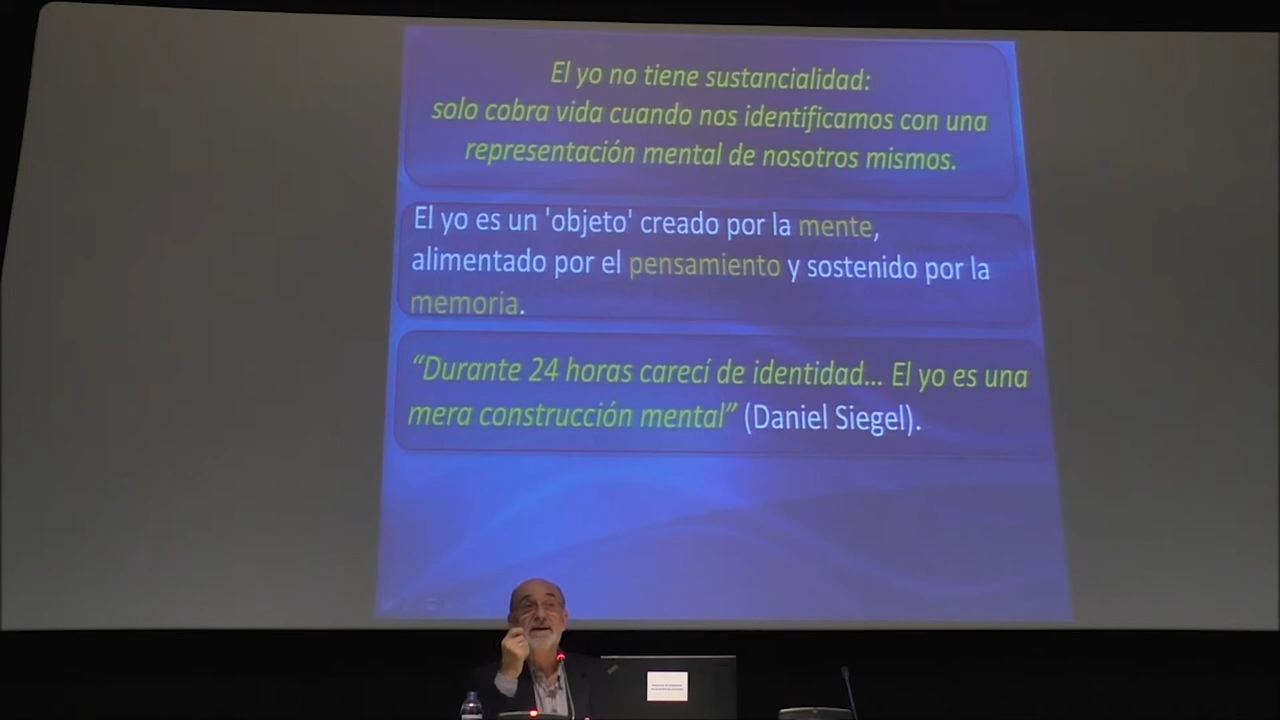 El yo no tiene sustancialidad:
solo cobra vida cuando nos identificamos con una
representación mental de nosotros mismos.
El yo es un 'objeto' creado por la mente,
alimentado por el pensamiento y sostenido por la
memoria.
“Durante 24 horas carecí de identidad... El yo es una
mera construcción mental” (Daniel Siegel).